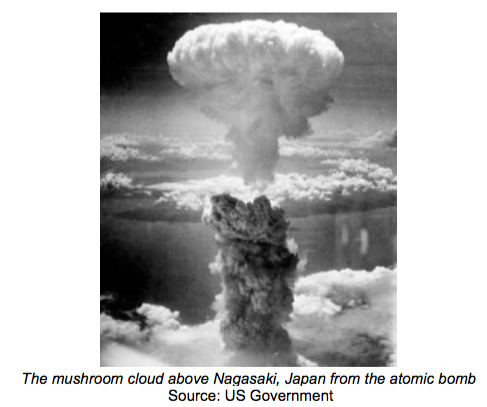 The mushroom cloud above Nagasaki, Japan from the atomic bomb
Source: US Government